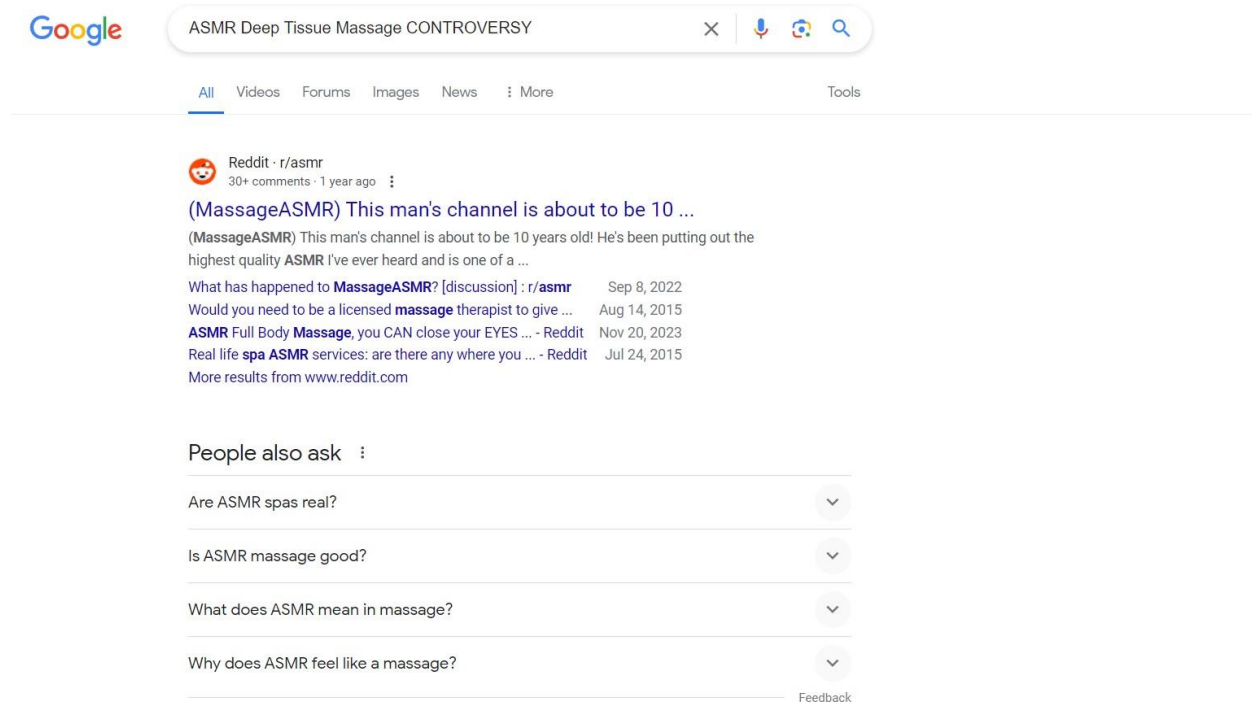 Google
ASMR Deep Tissue Massage CONTROVERSY
All Videos Forums Images News More Tools
Reddit · r/asmr
30+ comments · 1 year ago
(MassageASMR) This man's channel is about to be 10 ...
(MassageASMR) This man's channel is about to be 10 years old! He's been putting out the
highest quality ASMR I've ever heard and is one of a ...
What has happened to MassageASMR? [discussion] : r/asmr Sep 8, 2022
Would you need to be a licensed massage therapist to give ... Aug 14, 2015
ASMR Full Body Massage, you CAN close your EYES ... - Reddit Nov 20, 2023
Real life spa ASMR services: are there any where you ... - Reddit Jul 24, 2015
More results from www.reddit.com
People also ask
Are ASMR spas real?
Is ASMR massage good?
What does ASMR mean in massage?
Why does ASMR feel like a massage?
Feedback